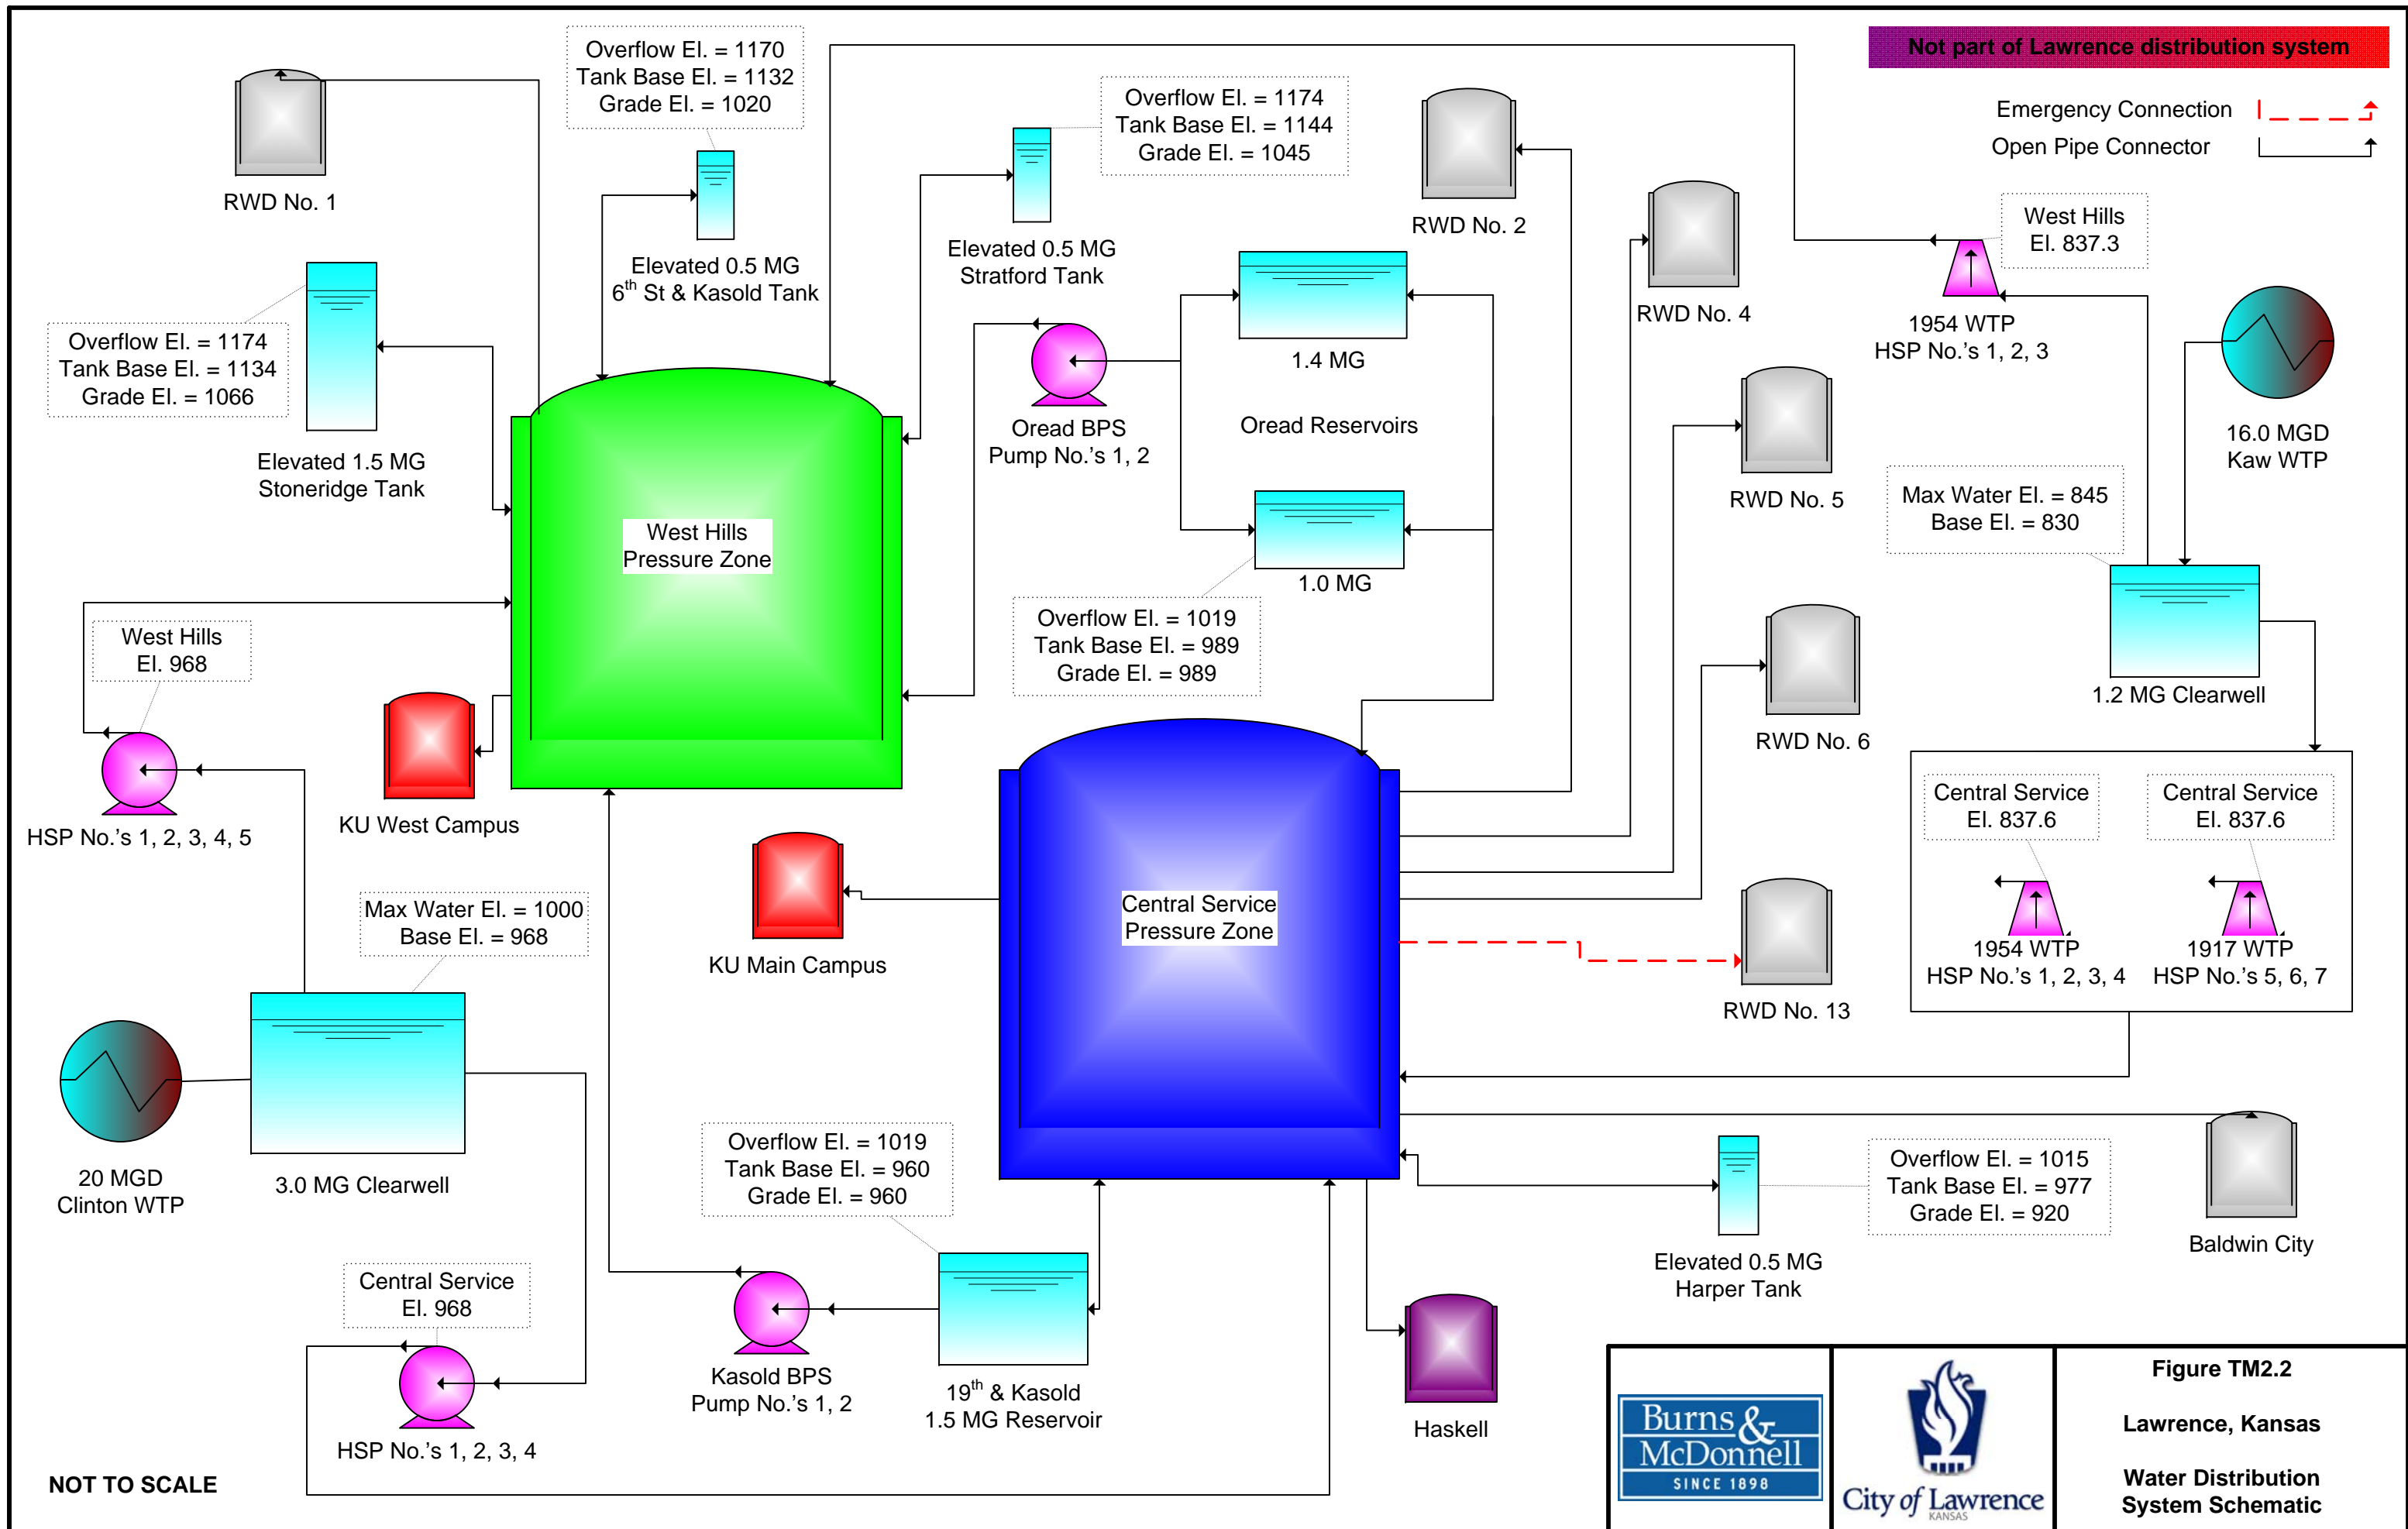 Not part of Lawrence distribution system
Emergency Connection
Open Pipe Connector
Overflow El. = 1170
Tank Base El. = 1132
Grade El. = 1020
Overflow El. = 1174
Tank Base El. = 1144
Grade El. = 1045
RWD No. 1
Elevated 0.5 MG
6th St & Kasold Tank
Elevated 0.5 MG
Stratford Tank
RWD No. 2
RWD No. 4
West Hills
El. 837.3
1954 WTP
HSP No.'s 1, 2, 3
Overflow El. = 1174
Tank Base El. = 1134
Grade El. = 1066
Elevated 1.5 MG
Stoneridge Tank
Oread BPS
Pump No.'s 1, 2
1.4 MG
Oread Reservoirs
1.0 MG
Overflow El. = 1019
Tank Base El. = 989
Grade El. = 989
16.0 MGD
Kaw WTP
RWD No. 5
Max Water El. = 845
Base El. = 830
1.2 MG Clearwell
West Hills
Pressure Zone
West Hills
El. 968
HSP No.'s 1, 2, 3, 4, 5
KU West Campus
RWD No. 6
Central Service
El. 837.6
Central Service
El. 837.6
1954 WTP
HSP No.'s 1, 2, 3, 4
1917 WTP
HSP No.'s 5, 6, 7
KU Main Campus
Central Service
Pressure Zone
RWD No. 13
Max Water El. = 1000
Base El. = 968
20 MGD
Clinton WTP
3.0 MG Clearwell
Overflow El. = 1019
Tank Base El. = 960
Grade El. = 960
Overflow El. = 1015
Tank Base El. = 977
Grade El. = 920
Elevated 0.5 MG
Harper Tank
Baldwin City
Central Service
El. 968
HSP No.'s 1, 2, 3, 4
Kasold BPS
Pump No.'s 1, 2
19th & Kasold
1.5 MG Reservoir
Haskell
NOT TO SCALE
Burns &
McDonnell
SINCE 1898
City of Lawrence
KANSAS
Figure TM2.2
Lawrence, Kansas
Water Distribution
System Schematic